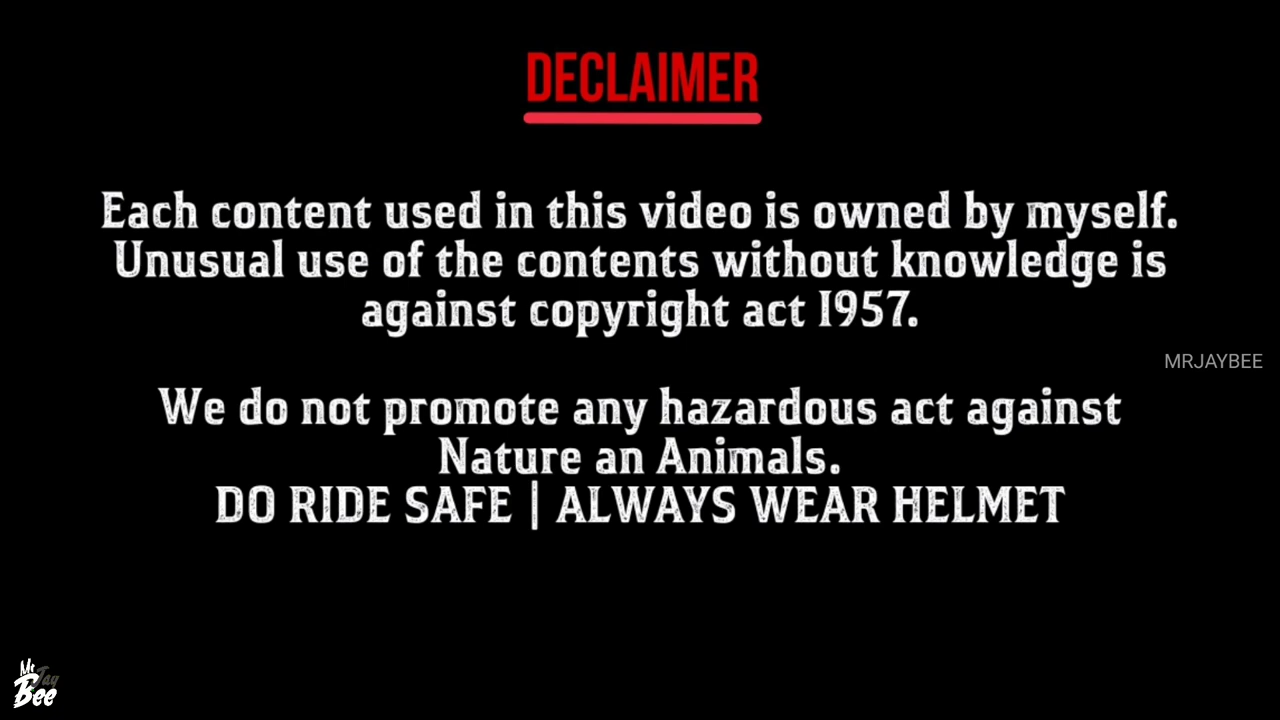 DECLAIMER
Each content used in this video is owned by myself.
Unusual use of the contents without knowledge is
against copyright act 1957.
MRJAYBEE
We do not promote any hazardous act against
Nature an Animals.
DO RIDE SAFE | ALWAYS WEAR HELMET
Mr
Jay
Bee